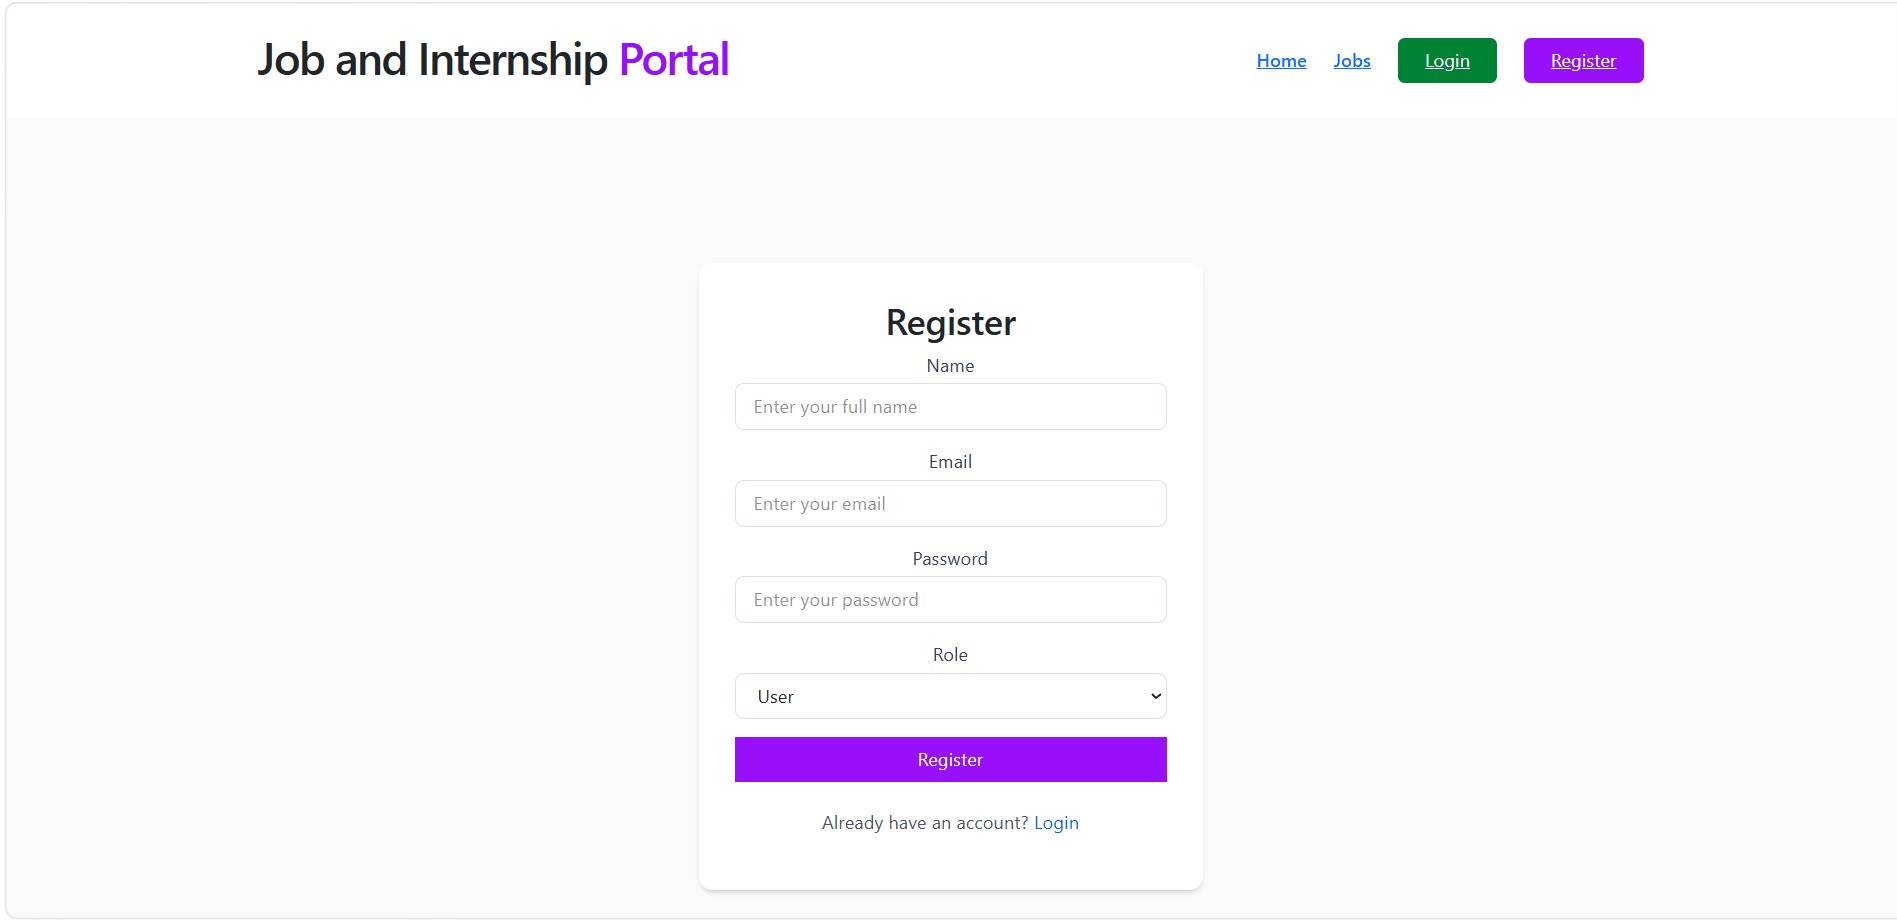 Job and Internship Portal
Home Jobs Login Register
Register
Name
Enter your full name
Email
Enter your email
Password
Enter your password
Role
User
Register
Already have an account? Login